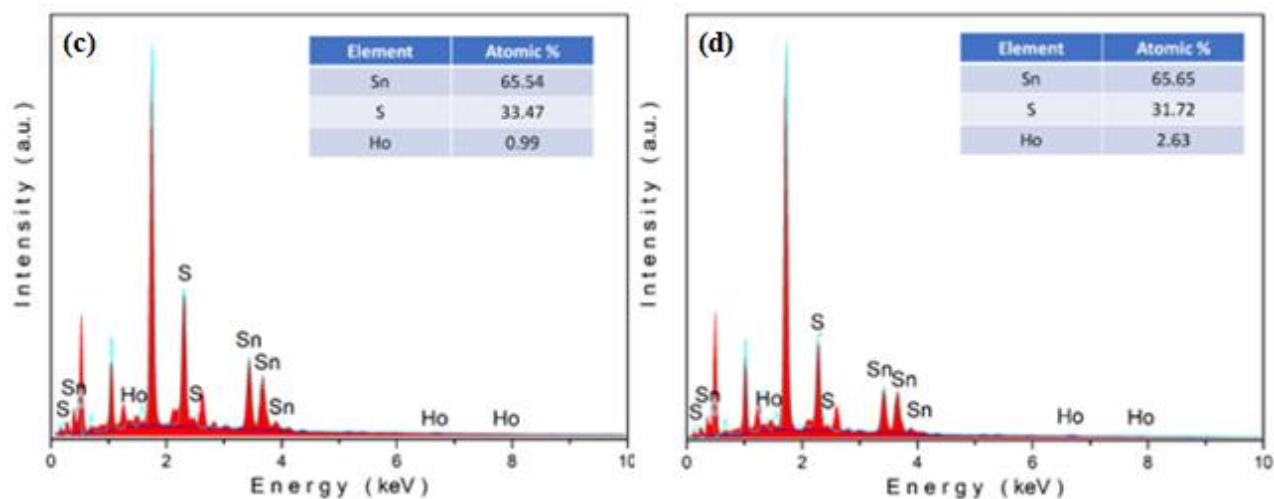 (c)
Element Atomic %
Sn 65.54
S 33.47
Ho 0.99
Intensity (a.u.)
S
Sn
Sn
Sn
Ho
S
Sn
S
Ho
Ho
0 2 4 6 8 10
Energy (keV)
(d)
Element Atomic %
Sn 65.65
S 31.72
Ho 2.63
Intensity (a.u.)
S
Sn
Sn
Sn
Ho
S
Sn
S
Ho
Ho
0 2 4 6 8 10
Energy (keV)